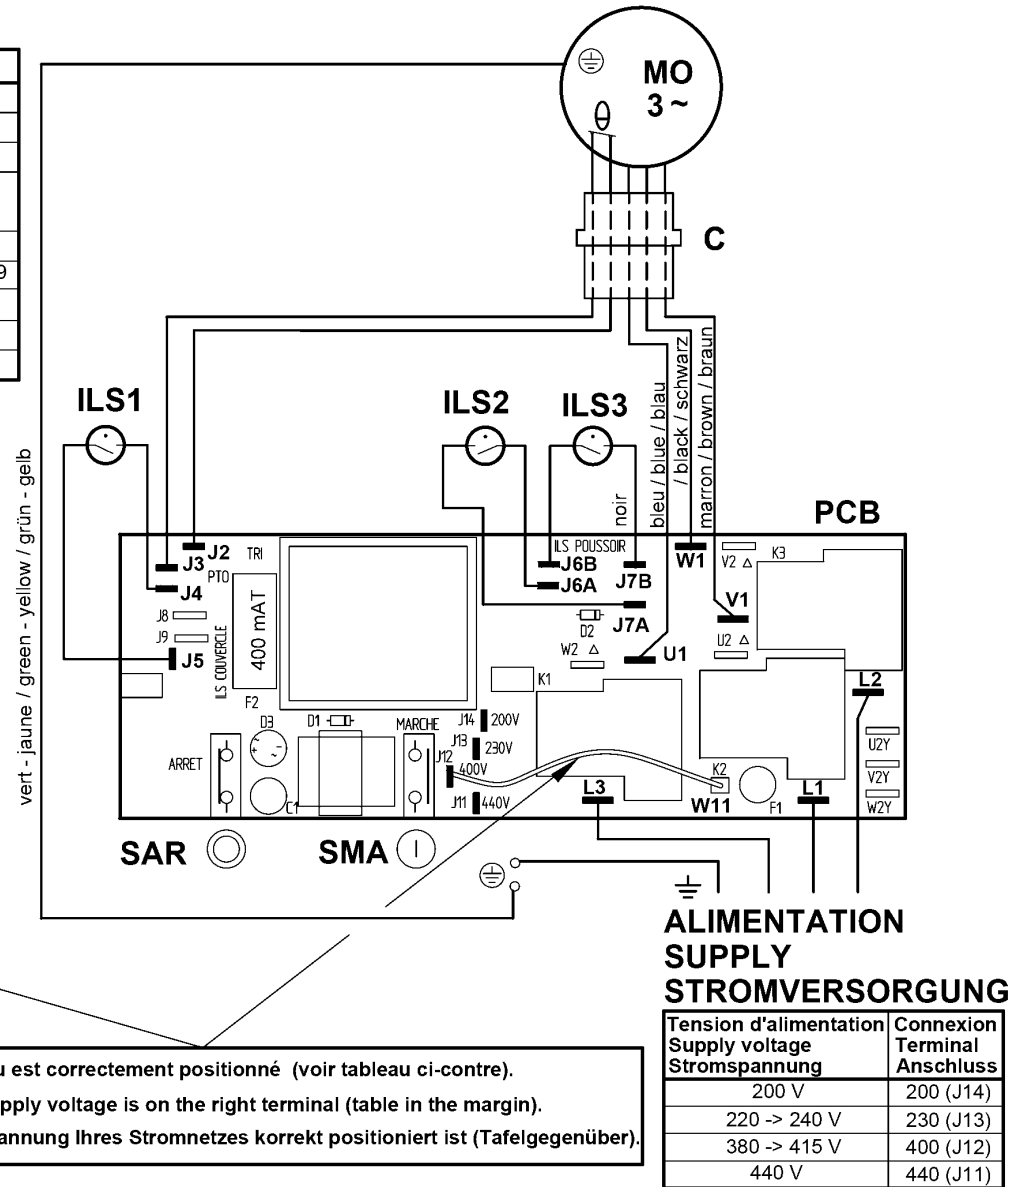 MO
3 ~
C
9
ILS1
ILS2
ILS3
vert - jaune / green - yellow / grün - gelb
noir
/ black / schwarz
bleu / blue / blau
marron / brown / braun
PCB
J2
J3
J4
J5
TRI
PTO
J8
J9
ILS COUVERCLE
400 mAT
F2
ILS POUSSOIR
J6B
J6A
J7B
J7A
D2
W2
U1
W1
V2
K3
V1
U2
L2
K1
D3
D1
MARCHE
ARRET
C1
J14
200V
J13
230V
J12
400V
J11
440V
L3
K2
W11
F1
L1
U2Y
V2Y
W2Y
SAR
SMA
ALIMENTATION
SUPPLY
STROMVERSORGUNG
Tension d'alimentation
Supply voltage
Stromspannung
Connexion
Terminal
Anschluss
200 V 200 (J14)
220 -> 240 V 230 (J13)
380 -> 415 V 400 (J12)
440 V 440 (J11)
u est correctement positionné (voir tableau ci-contre).
pply voltage is on the right terminal (table in the margin).
annung Ihres Stromnetzes korrekt positioniert ist (Tafelgegenüber).